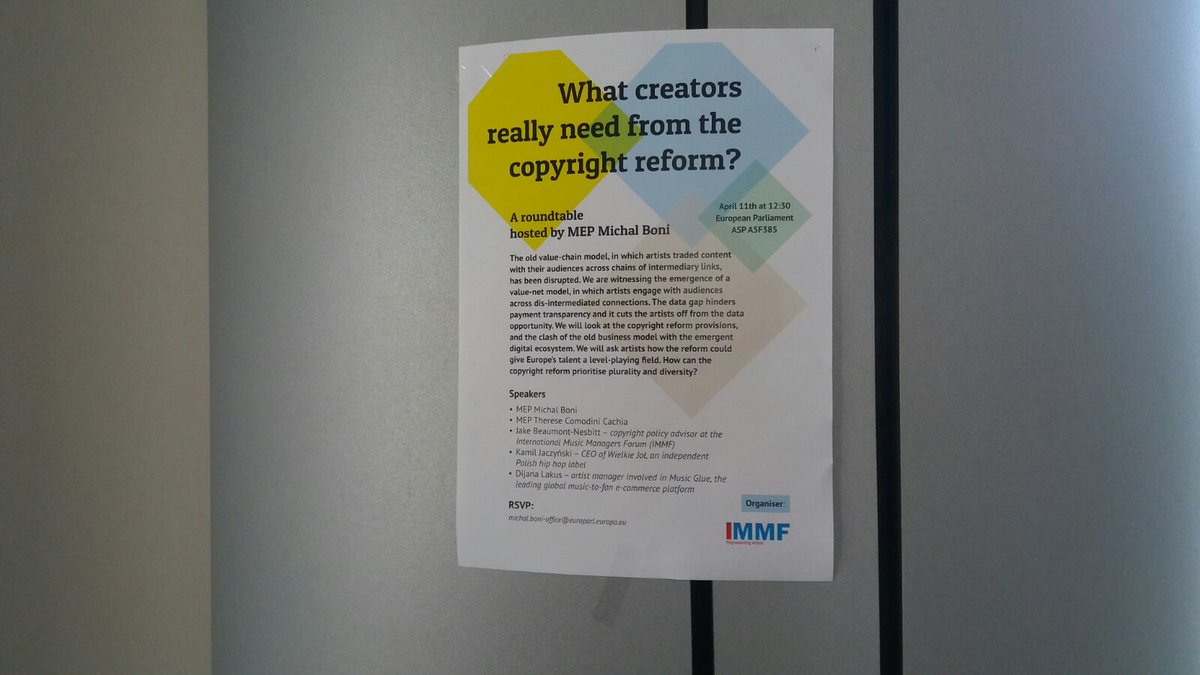 What creators
really need from the
copyright reform?
A roundtable
hosted by MEP Michal Boni
April 11th at 12:30
European Parliament
ASP A5F385
The old value-chain model, in which artists traded content
with their audiences across chains of intermediary links,
has been disrupted. We are witnessing the emergence of a
value-net model, in which artists engage with audiences
across dis-intermediated connections. The data gap hinders
payment transparency and it cuts the artists off from the data
opportunity. We will look at the copyright reform provisions,
and the clash of the old business model with the emergent
digital ecosystem. We will ask artists how the reform could
give Europe's talent a level-playing field. How can the
copyright reform prioritise plurality and diversity?
Speakers
• MEP Michal Boni
• MEP Therese Comodini Cachia
• Jake Beaumont-Nesbitt – copyright policy advisor at the
International Music Managers Forum (IMMF)
• Kamil Jaczyński – CEO of Wielkie Joł, an independent
Polish hip hop label
• Dijana Lakus – artist manager involved in Music Glue, the
leading global music-to-fan e-commerce platform
RSVP:
michal.boni-office@europarl.europa.eu
Organiser:
IMMF
Representing Artists